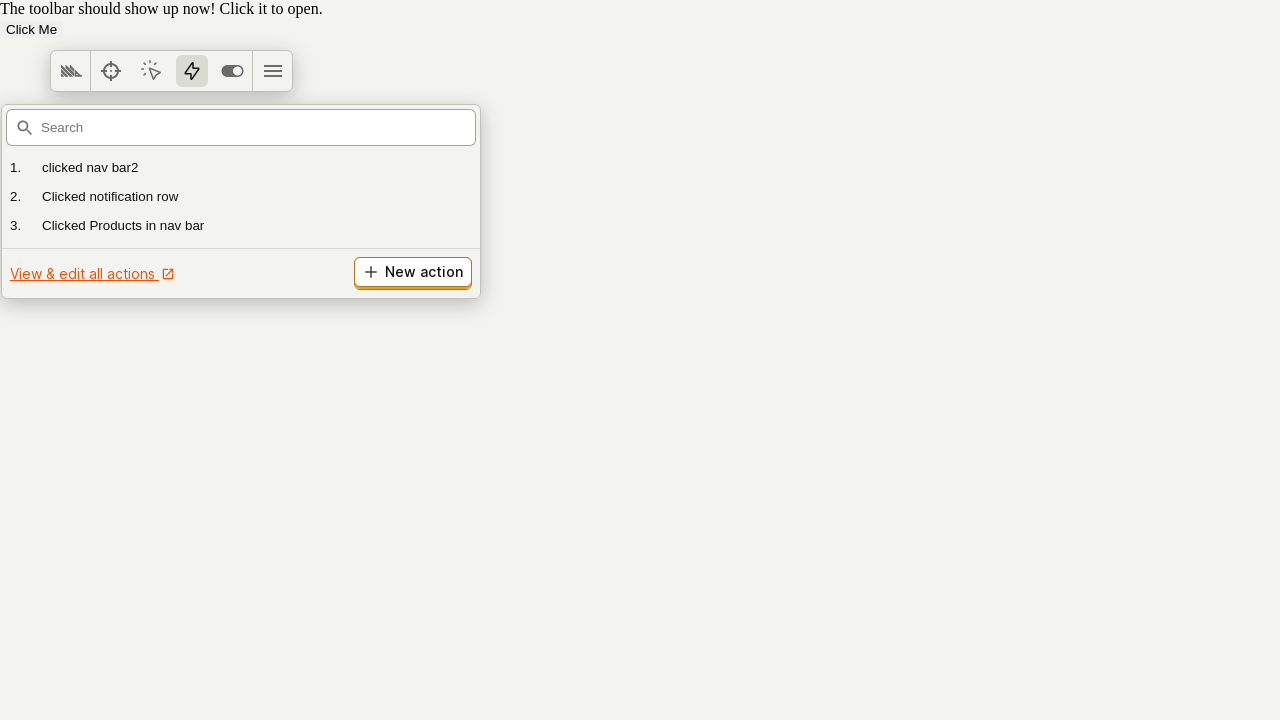 The toolbar should show up now! Click it to open.
Click Me
Search
1. clicked nav bar2
2. Clicked notification row
3. Clicked Products in nav bar
View & edit all actions
New action